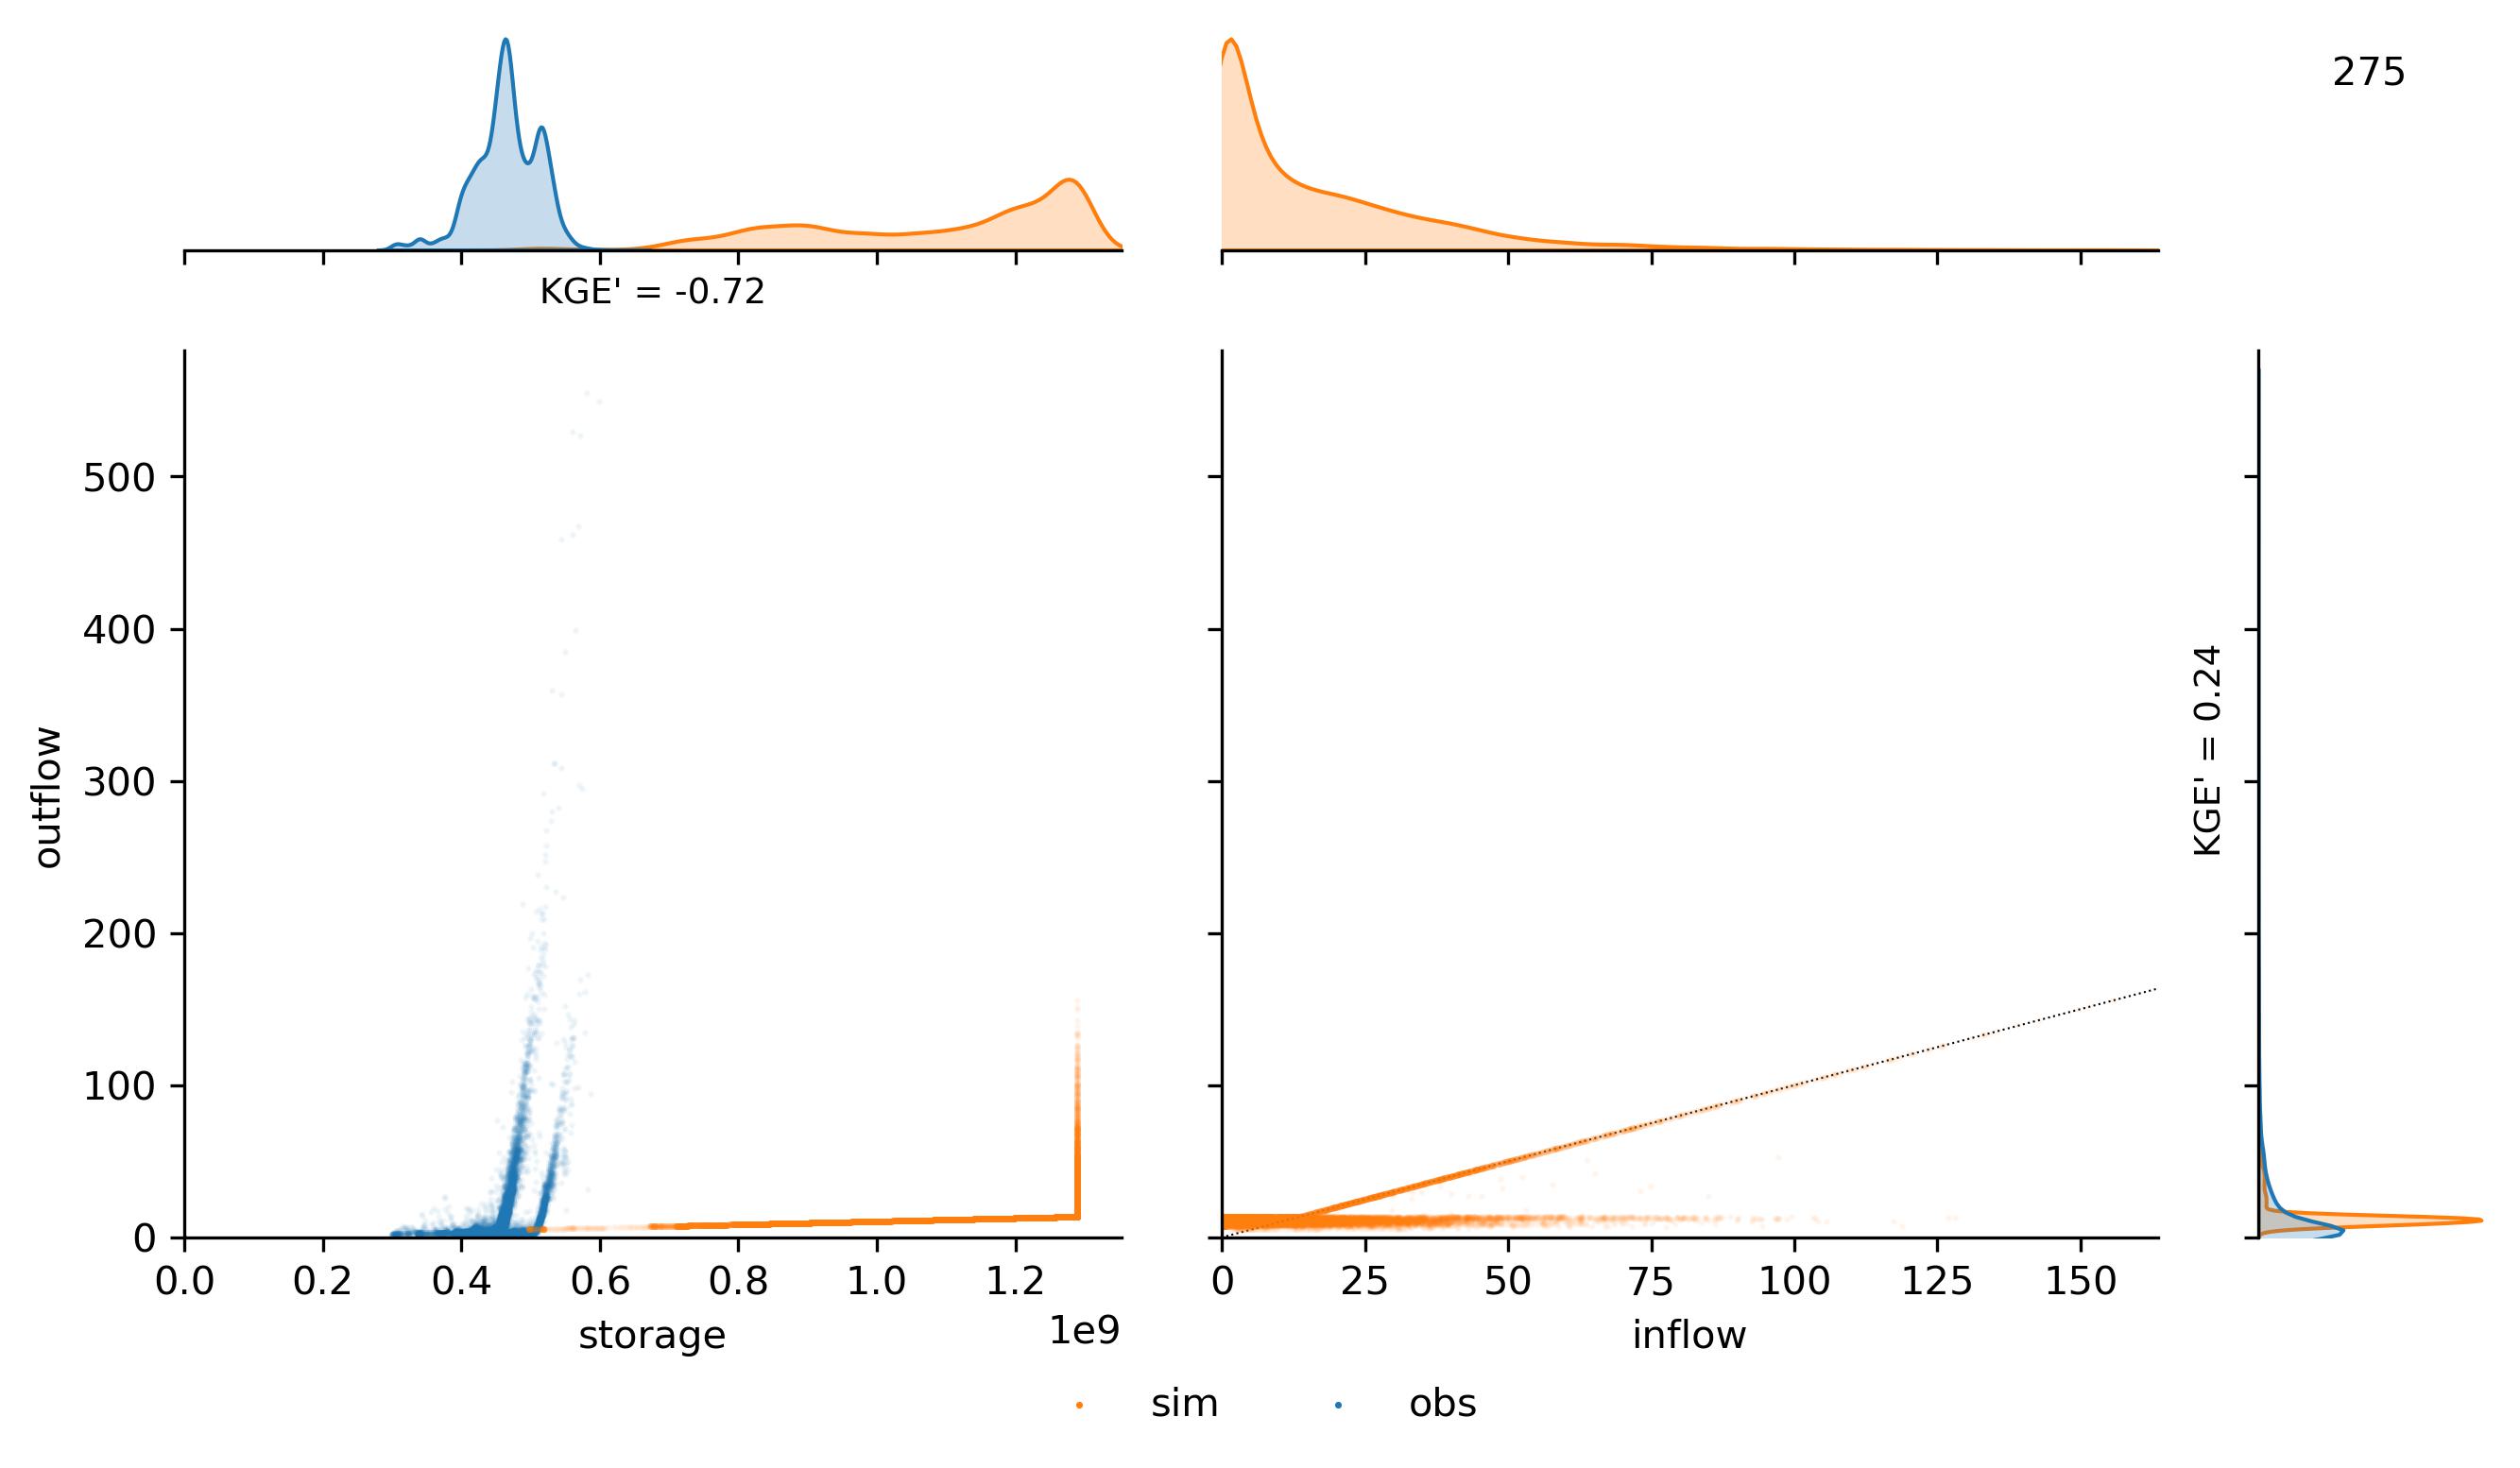 275
KGE' = -0.72
outflow
500
400
300
200
100
0
0.0 0.2 0.4 0.6 0.8 1.0 1.2
1e9
storage
KGE' = 0.24
0 25 50 75 100 125 150
inflow
sim obs